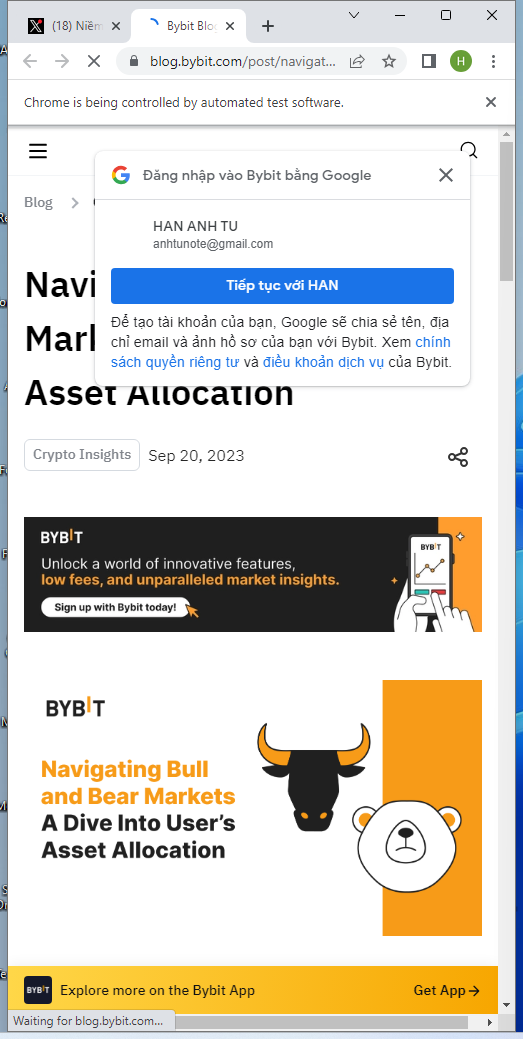 (18) Niềm
Bybit Blog
blog.bybit.com/post/navigat...
H
Chrome is being controlled by automated test software.
Đăng nhập vào Bybit bằng Google
Blog
HAN ANH TU
anhtunote@gmail.com
Tiếp tục với HAN
Để tạo tài khoản của bạn, Google sẽ chia sẻ tên, địa
chỉ email và ảnh hồ sơ của bạn với Bybit. Xem chính
sách quyền riêng tư và điều khoản dịch vụ của Bybit.
Navi
Mark
Asset Allocation
Crypto Insights
Sep 20, 2023
BYBIT
Unlock a world of innovative features,
low fees, and unparalleled market insights.
Sign up with Bybit today!
BYBIT
BYBIT
Navigating Bull
and Bear Markets
A Dive Into User's
Asset Allocation
BYBIT
Explore more on the Bybit App
Get App
Waiting for blog.bybit.com...